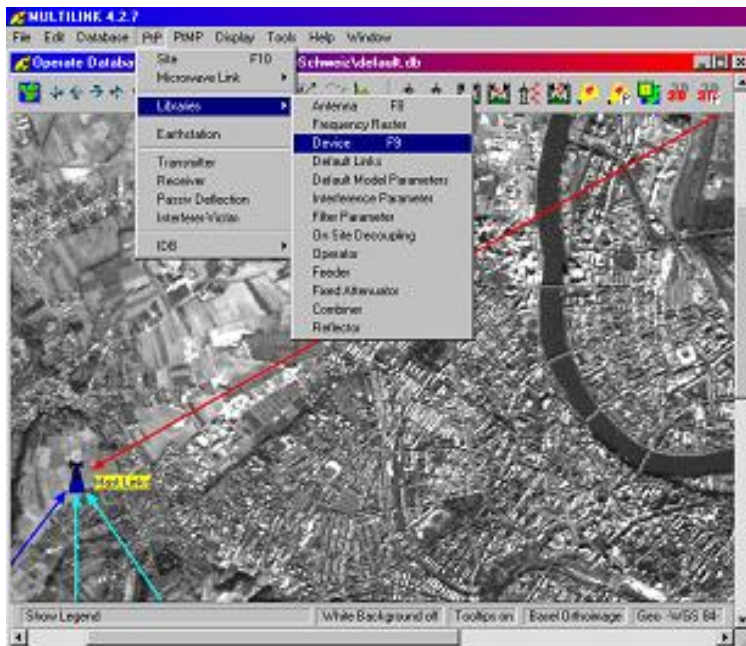 MULTILINK 4.2.7
File Edit Database PtP PtMP Display Tools Help Window
Operate Databa
Schweiz\default.db
Site F10
Microwave Link
Libraries
Earthstation
Transmitter
Receiver
Passiv Deflection
Interferer-Victim
IDB
Antenna F8
Frequency Raster
Device F9
Default Links
Default Model Parameters
Interference Parameter
Filter Parameter
On Site Decoupling
Operator
Feeder
Fixed Attenuator
Combiner
Reflector
Show Legend White Background off Tooltips on Basel Orthoimage Geo -WGS 84-